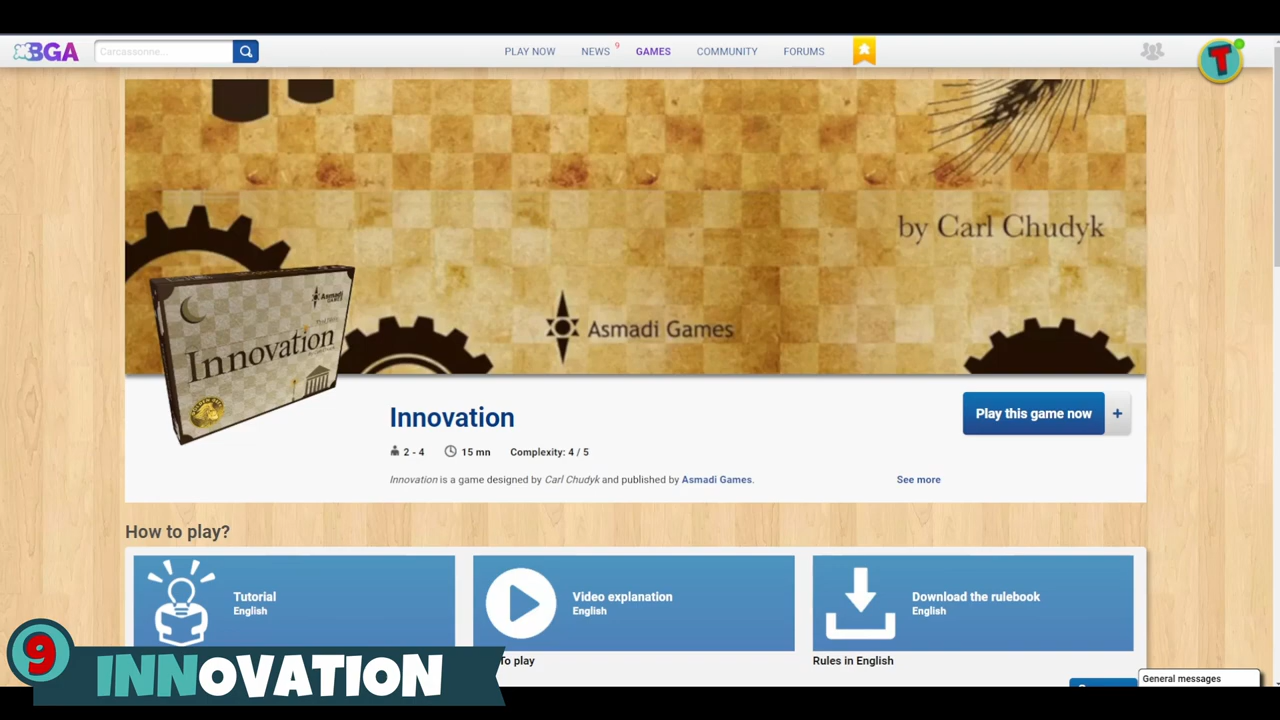 BGA
Carcassonne...
PLAY NOW
NEWS 9
GAMES
COMMUNITY
FORUMS
T
by Carl Chudyk
Asmadi Games
Asmadi
Innovation
Innovation
Play this game now +
2 - 4
15 mn
Complexity: 4 / 5
Innovation is a game designed by Carl Chudyk and published by Asmadi Games.
See more
How to play?
Tutorial
English
Video explanation
English
Download the rulebook
English
To play
Rules in English
General messages
9 INNOVATION